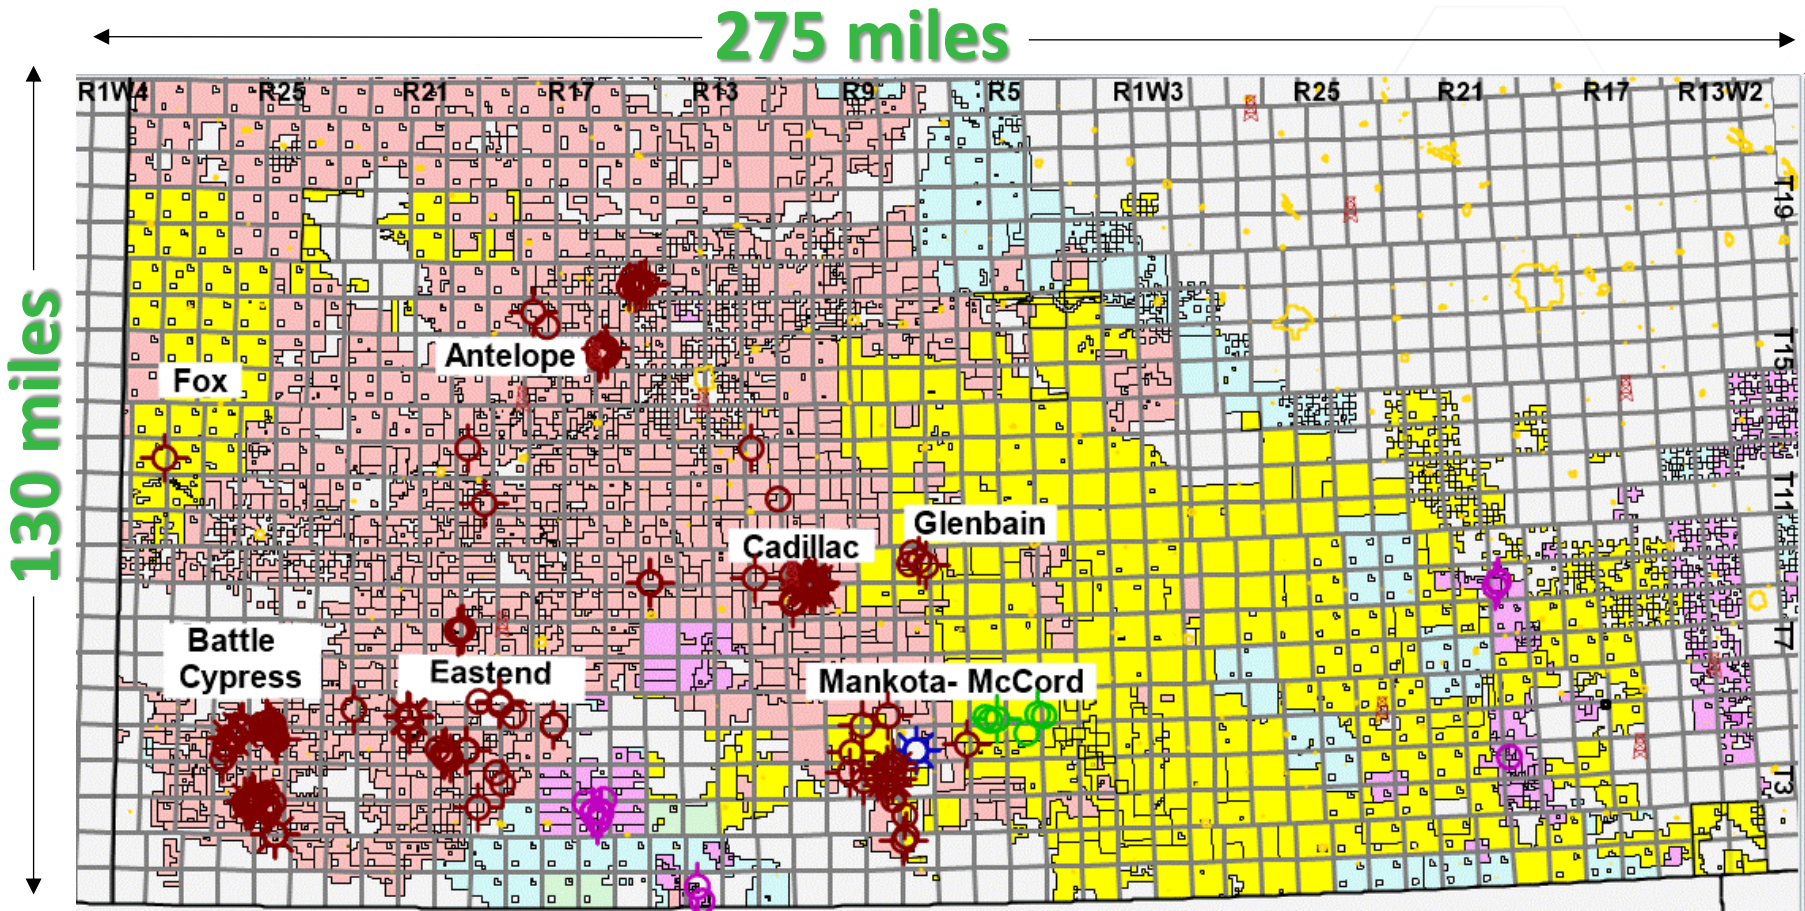 275 miles
130 miles
R1W4 R25 R21 R17 R13 R9 R5 R1W3 R25 R21 R17 R13W2
T19
T15
Antelope
Fox
T11
Glenbain
Cadillac
T7
Battle
Cypress
Eastend
Mankota- McCord
T3